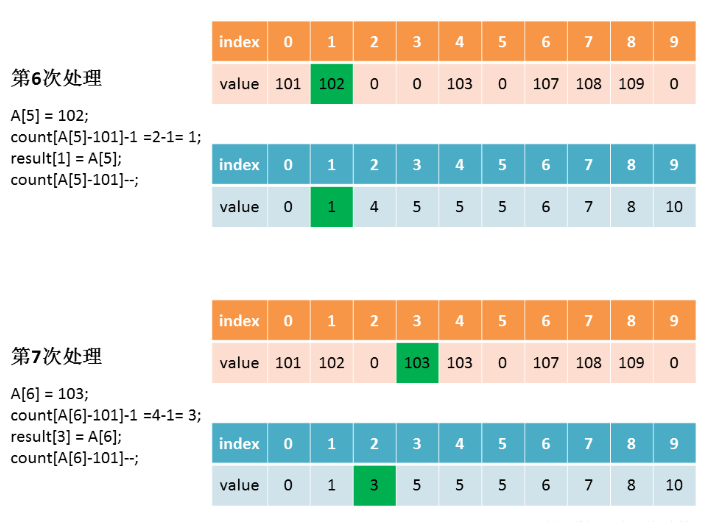 index 0 1 2 3 4 5 6 7 8 9
第6次处理
value 101 102 0 0 103 0 107 108 109 0
A[5] = 102;
count[A[5]-101]-1 =2-1= 1;
result[1] = A[5];
count[A[5]-101]--;
index 0 1 2 3 4 5 6 7 8 9
value 0 1 4 5 5 5 6 7 8 10
index 0 1 2 3 4 5 6 7 8 9
第7次处理
value 101 102 0 103 103 0 107 108 109 0
A[6] = 103;
count[A[6]-101]-1 =4-1= 3;
result[3] = A[6];
count[A[6]-101]--;
index 0 1 2 3 4 5 6 7 8 9
value 0 1 3 5 5 5 6 7 8 10